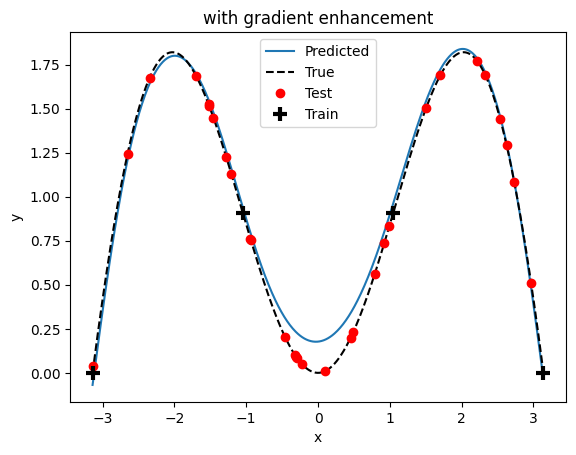 with gradient enhancement
Predicted
True
Test
Train
y
1.75
1.50
1.25
1.00
0.75
0.50
0.25
0.00
−3
−2
−1
0
1
2
3
x